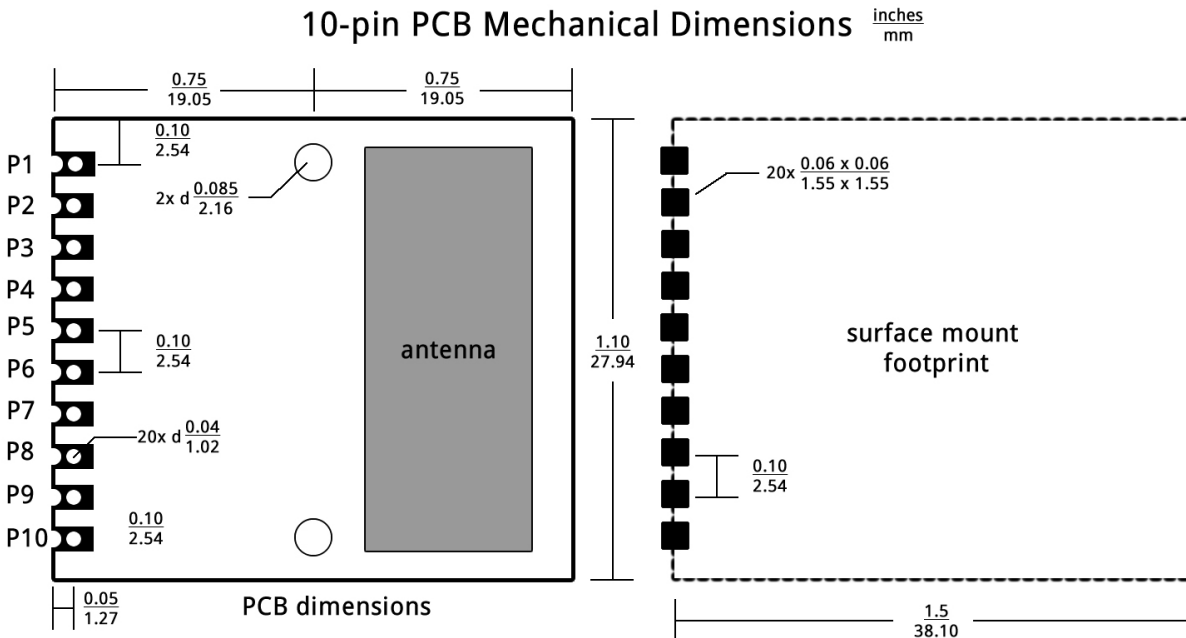 10-pin PCB Mechanical Dimensions
inches
mm
0.75
19.05
0.75
19.05
0.10
2.54
P1
P2
P3
P4
P5
P6
P7
P8
P9
P10
2x d 0.085
2.16
0.10
2.54
20x d 0.04
1.02
0.10
2.54
antenna
1.10
27.94
0.05
1.27
PCB dimensions
20x 0.06 x 0.06
1.55 x 1.55
surface mount
footprint
0.10
2.54
1.5
38.10